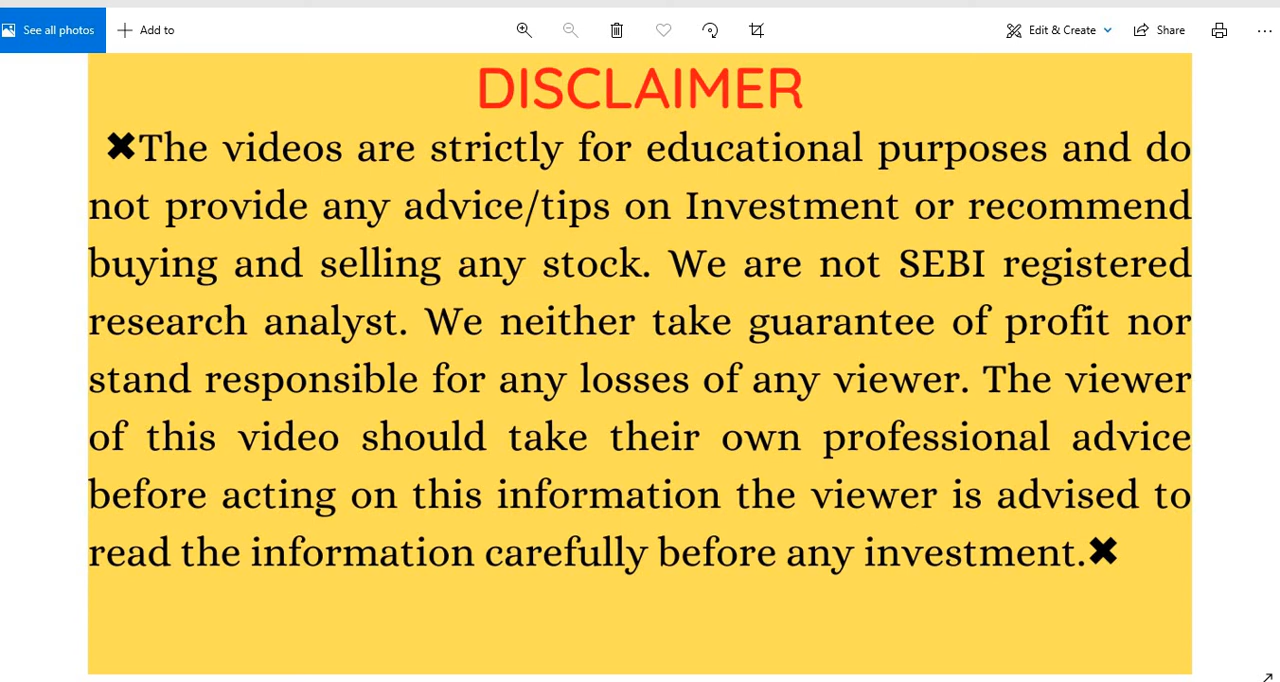 See all photos
Add to
Edit & Create
Share
DISCLAIMER
✖The videos are strictly for educational purposes and do
not provide any advice/tips on Investment or recommend
buying and selling any stock. We are not SEBI registered
research analyst. We neither take guarantee of profit nor
stand responsible for any losses of any viewer. The viewer
of this video should take their own professional advice
before acting on this information the viewer is advised to
read the information carefully before any investment.✖